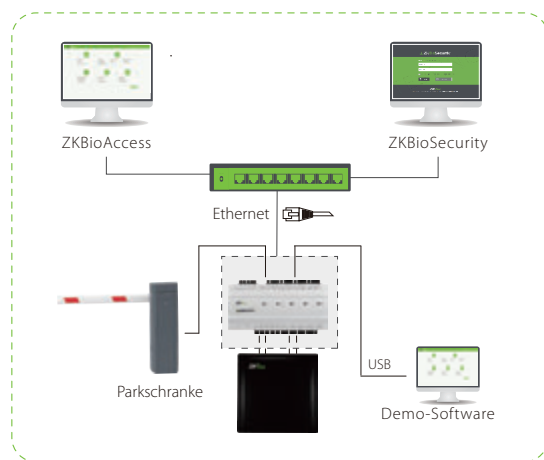 ZKBioAccess
ZKBioSecurity
Ethernet
Parkschranke
USB
Demo-Software